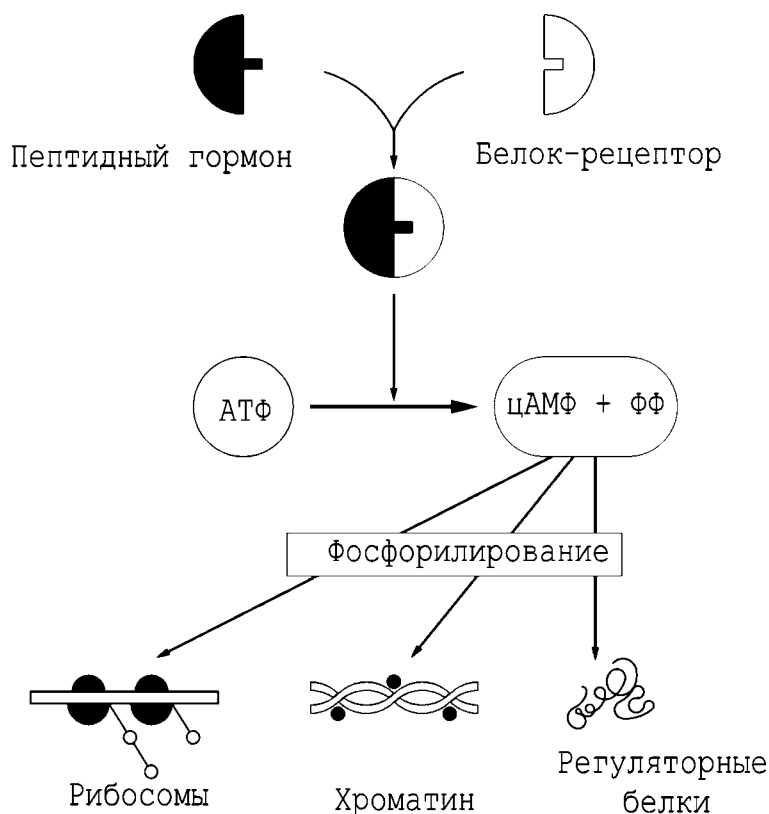 Пептидный гормон
Белок-рецептор
АТФ
цАМФ + ФФ
Фосфорилирование
Рибосомы
Хроматин
Регуляторные
белки